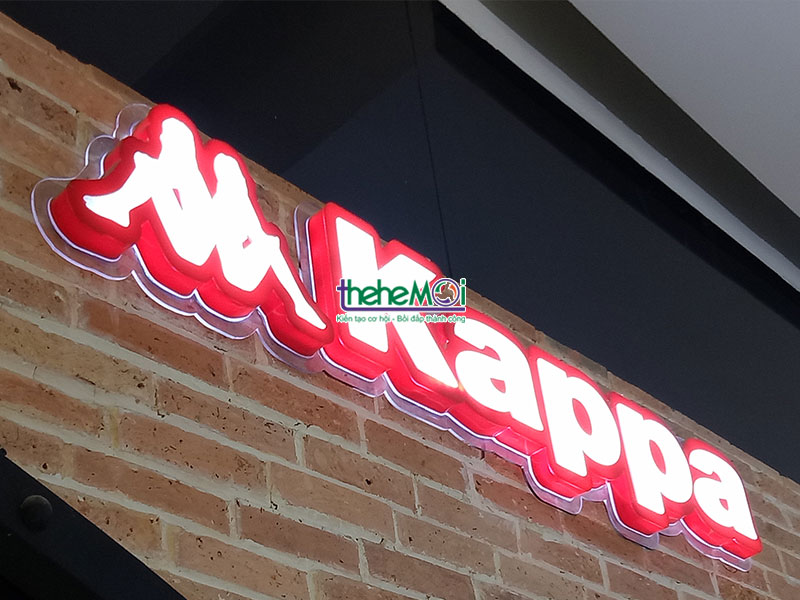 Kappa
thehemOi
Kiến tạo cơ hội - Bồi đắp thành công